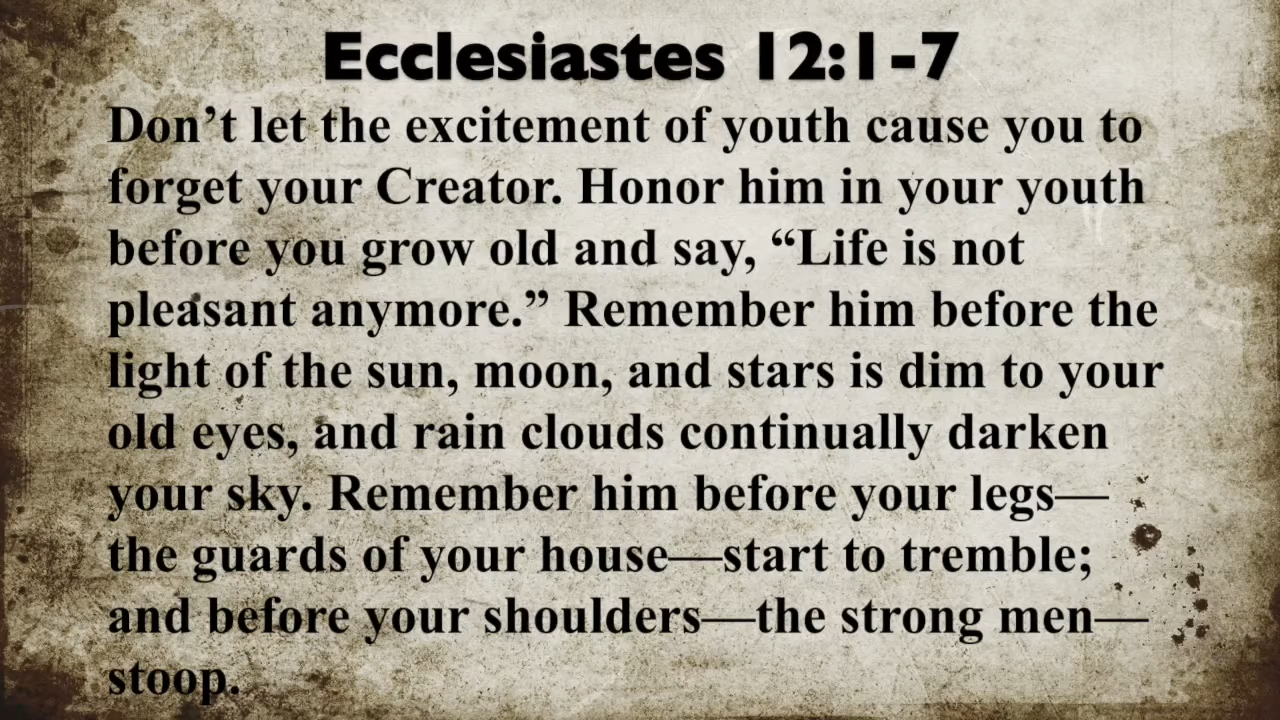 Ecclesiastes 12:1-7
Don’t let the excitement of youth cause you to
forget your Creator. Honor him in your youth
before you grow old and say, “Life is not
pleasant anymore.” Remember him before the
light of the sun, moon, and stars is dim to your
old eyes, and rain clouds continually darken
your sky. Remember him before your legs—
the guards of your house—start to tremble;
and before your shoulders—the strong men—
stoop.